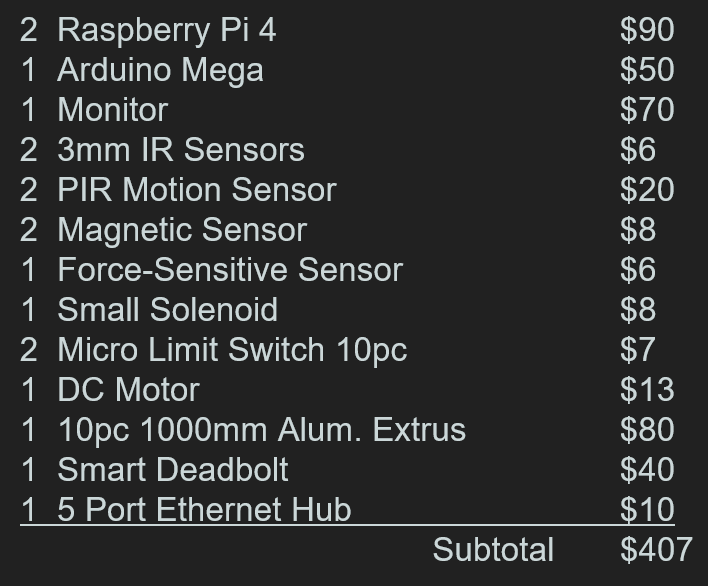 2 Raspberry Pi 4 $90
1 Arduino Mega $50
1 Monitor $70
2 3mm IR Sensors $6
2 PIR Motion Sensor $20
2 Magnetic Sensor $8
1 Force-Sensitive Sensor $6
1 Small Solenoid $8
2 Micro Limit Switch 10pc $7
1 DC Motor $13
1 10pc 1000mm Alum. Extrus $80
1 Smart Deadbolt $40
1 5 Port Ethernet Hub $10
Subtotal $407